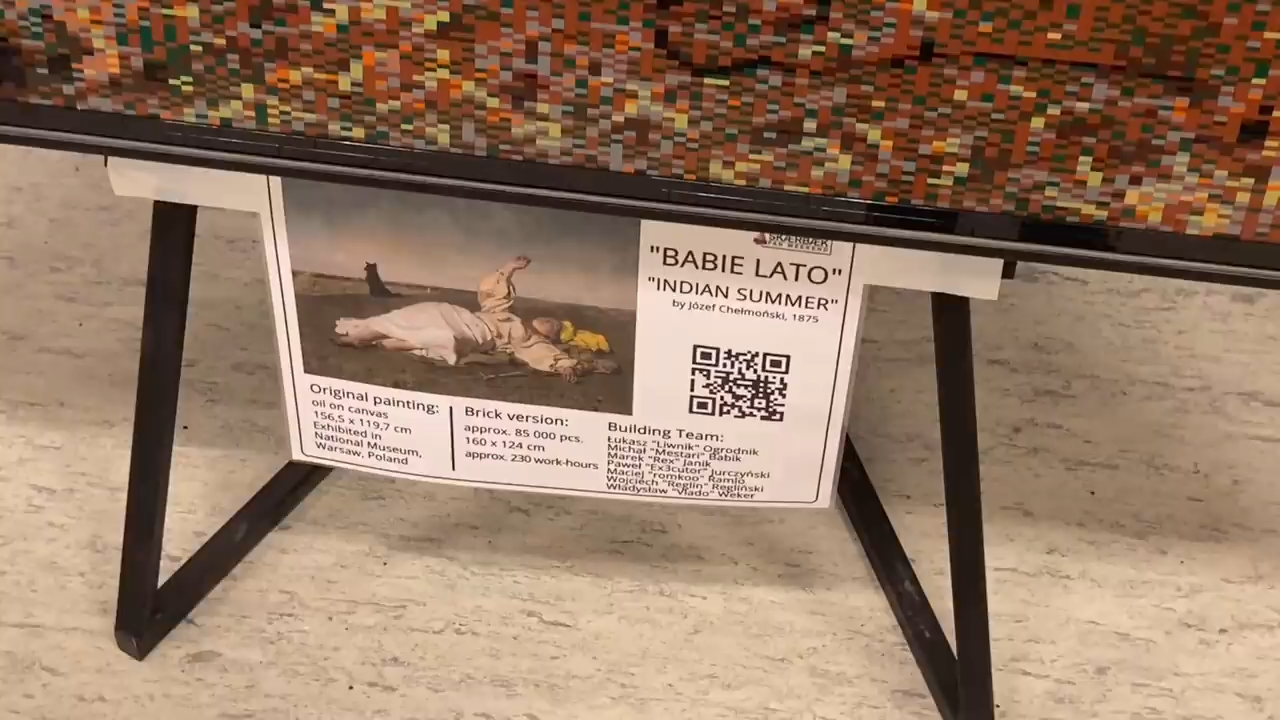 SKÆRBÆK
FAN WEEKEND
"BABIE LATO"
"INDIAN SUMMER"
by Józef Chełmoński, 1875
Original painting:
oil on canvas
156,5 x 119,7 cm
Exhibited in
National Museum,
Warsaw, Poland
Brick version:
approx. 85 000 pcs.
160 x 124 cm
approx. 230 work-hours
Building Team:
Łukasz "Liwnik" Ogrodnik
Michał "Mestari" Babik
Marek "Rex" Janik
Paweł "Ex3cutor" Jurczyński
Maciej "romkoo" Ramlo
Wojciech "Reglin" Regliński
Władysław "Vlado" Weker